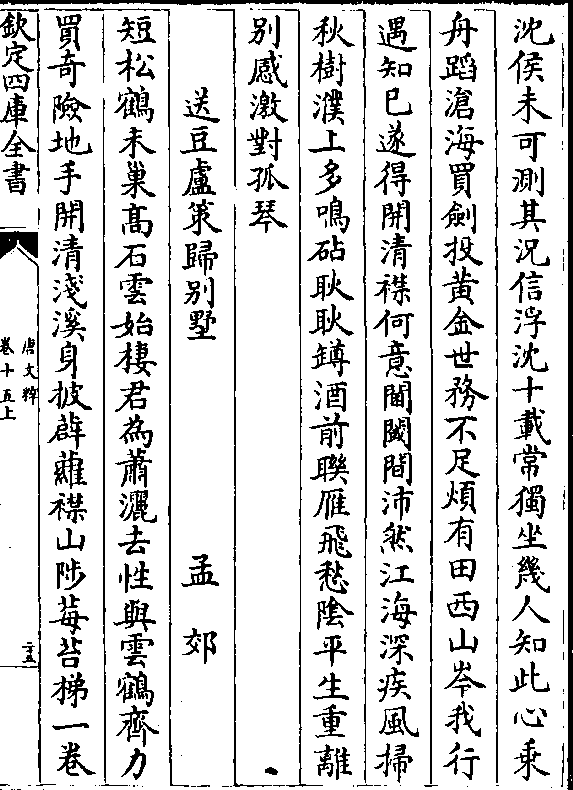 沈侯未可測其況信浮沈十載常獨坐幾人知此心乗
舟蹈滄海買劍投黃金世務不足煩有田西山岑我行
遇知已遂得開清襟何意閶闔間沛然江海深疾風掃
秋樹濮上多鳴砧耿耿罇酒前聯雁飛愁陰平生重離
别感激對孤琴
送豆盧策歸别墅　孟郊
短松鶴未巢髙石雲始棲君為蕭灑去性與雲鶴齊力
買奇險地手開清淺溪身披薜蘿襟山陟莓苔梯一卷
欽定四庫全書
唐文粹
卷十五上
二十五